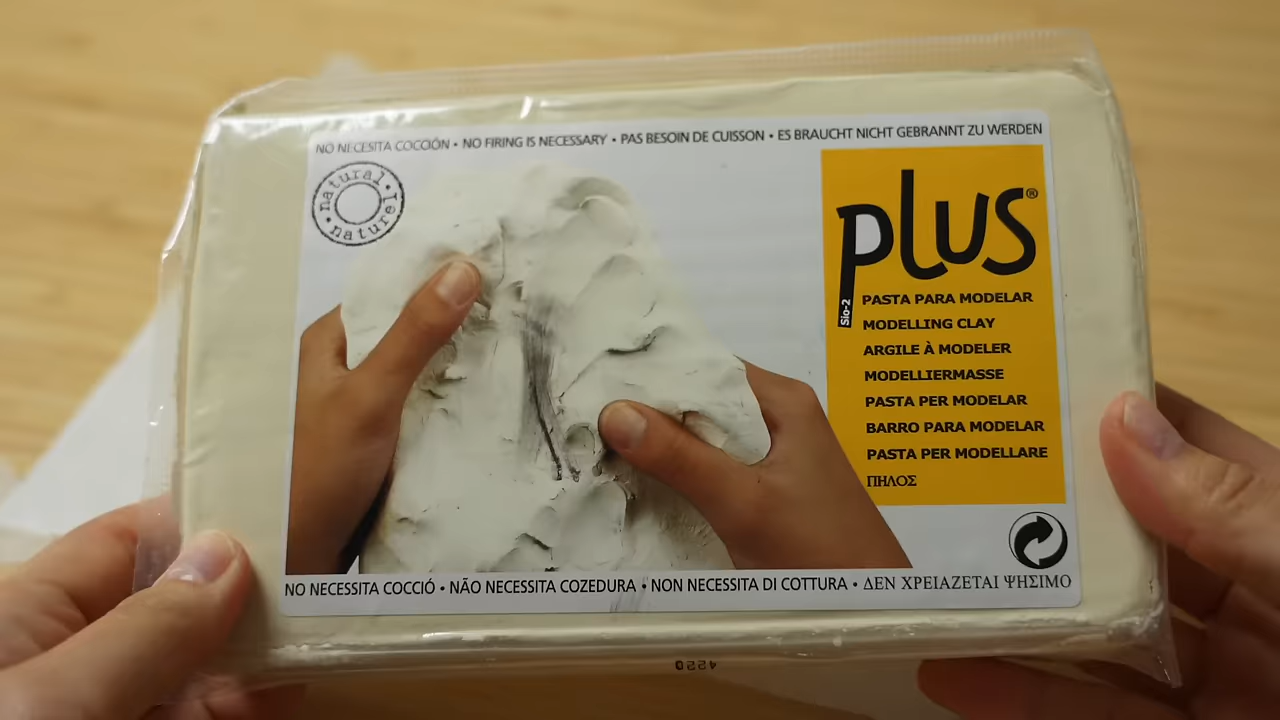 NO NECESITA COCCIÓN • NO FIRING IS NECESSARY • PAS BESOIN DE CUISSON • ES BRAUCHT NICHT GEBRANNT ZU WERDEN
natural • naturel •
plus®
Sio-2
PASTA PARA MODELAR
MODELLING CLAY
ARGILE À MODELER
MODELLIERMASSE
PASTA PER MODELAR
BARRO PARA MODELAR
PASTA PER MODELLARE
ΠΗΛΟΣ
NO NECESSITA COCCIÓ • NÃO NECESSITA COZEDURA • NON NECESSITA DI COTTURA • ΔΕΝ ΧΡΕΙΑΖΕΤΑΙ ΨΗΣΙΜΟ
4220